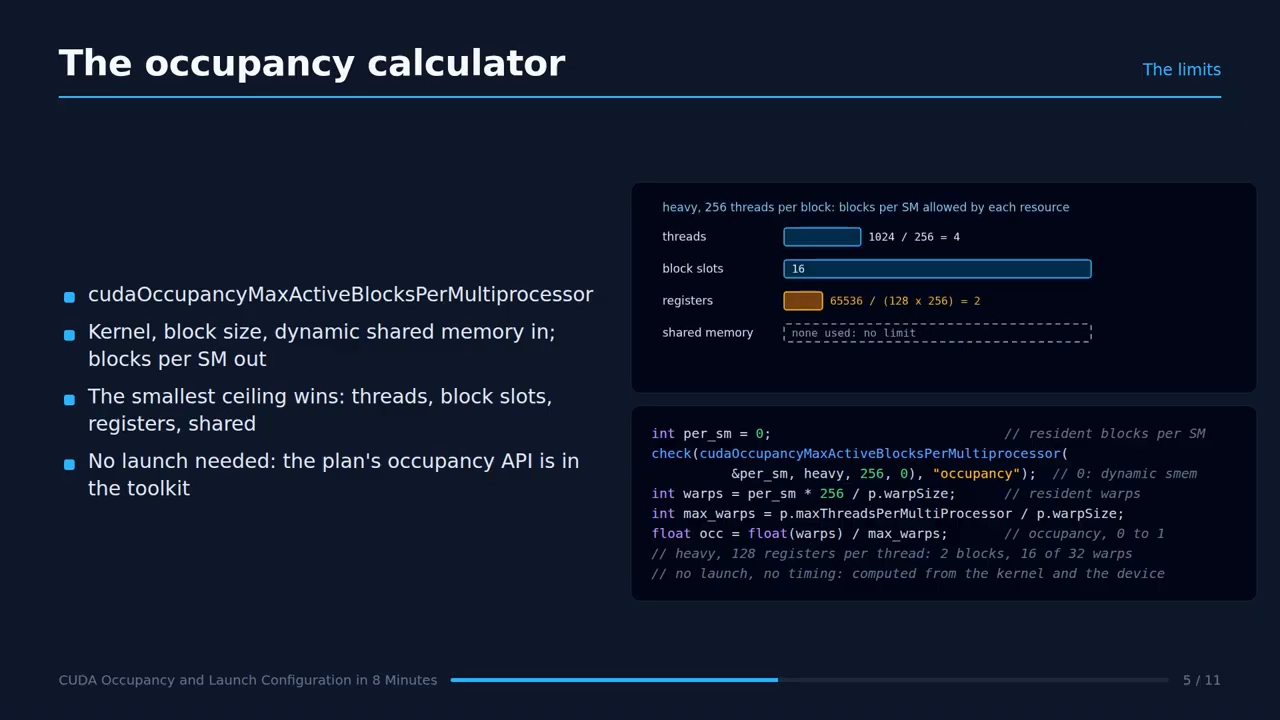 The occupancy calculator
The limits
cudaOccupancyMaxActiveBlocksPerMultiprocessor
Kernel, block size, dynamic shared memory in;
blocks per SM out
The smallest ceiling wins: threads, block slots,
registers, shared
No launch needed: the plan's occupancy API is in
the toolkit
heavy, 256 threads per block: blocks per SM allowed by each resource
threads 1024 / 256 = 4
block slots 16
registers 65536 / (128 x 256) = 2
shared memory none used: no limit
int per_sm = 0; // resident blocks per SM
check(cudaOccupancyMaxActiveBlocksPerMultiprocessor(
&per_sm, heavy, 256, 0), "occupancy"); // 0: dynamic smem
int warps = per_sm * 256 / p.warpSize; // resident warps
int max_warps = p.maxThreadsPerMultiProcessor / p.warpSize;
float occ = float(warps) / max_warps; // occupancy, 0 to 1
// heavy, 128 registers per thread: 2 blocks, 16 of 32 warps
// no launch, no timing: computed from the kernel and the device
CUDA Occupancy and Launch Configuration in 8 Minutes
5 / 11